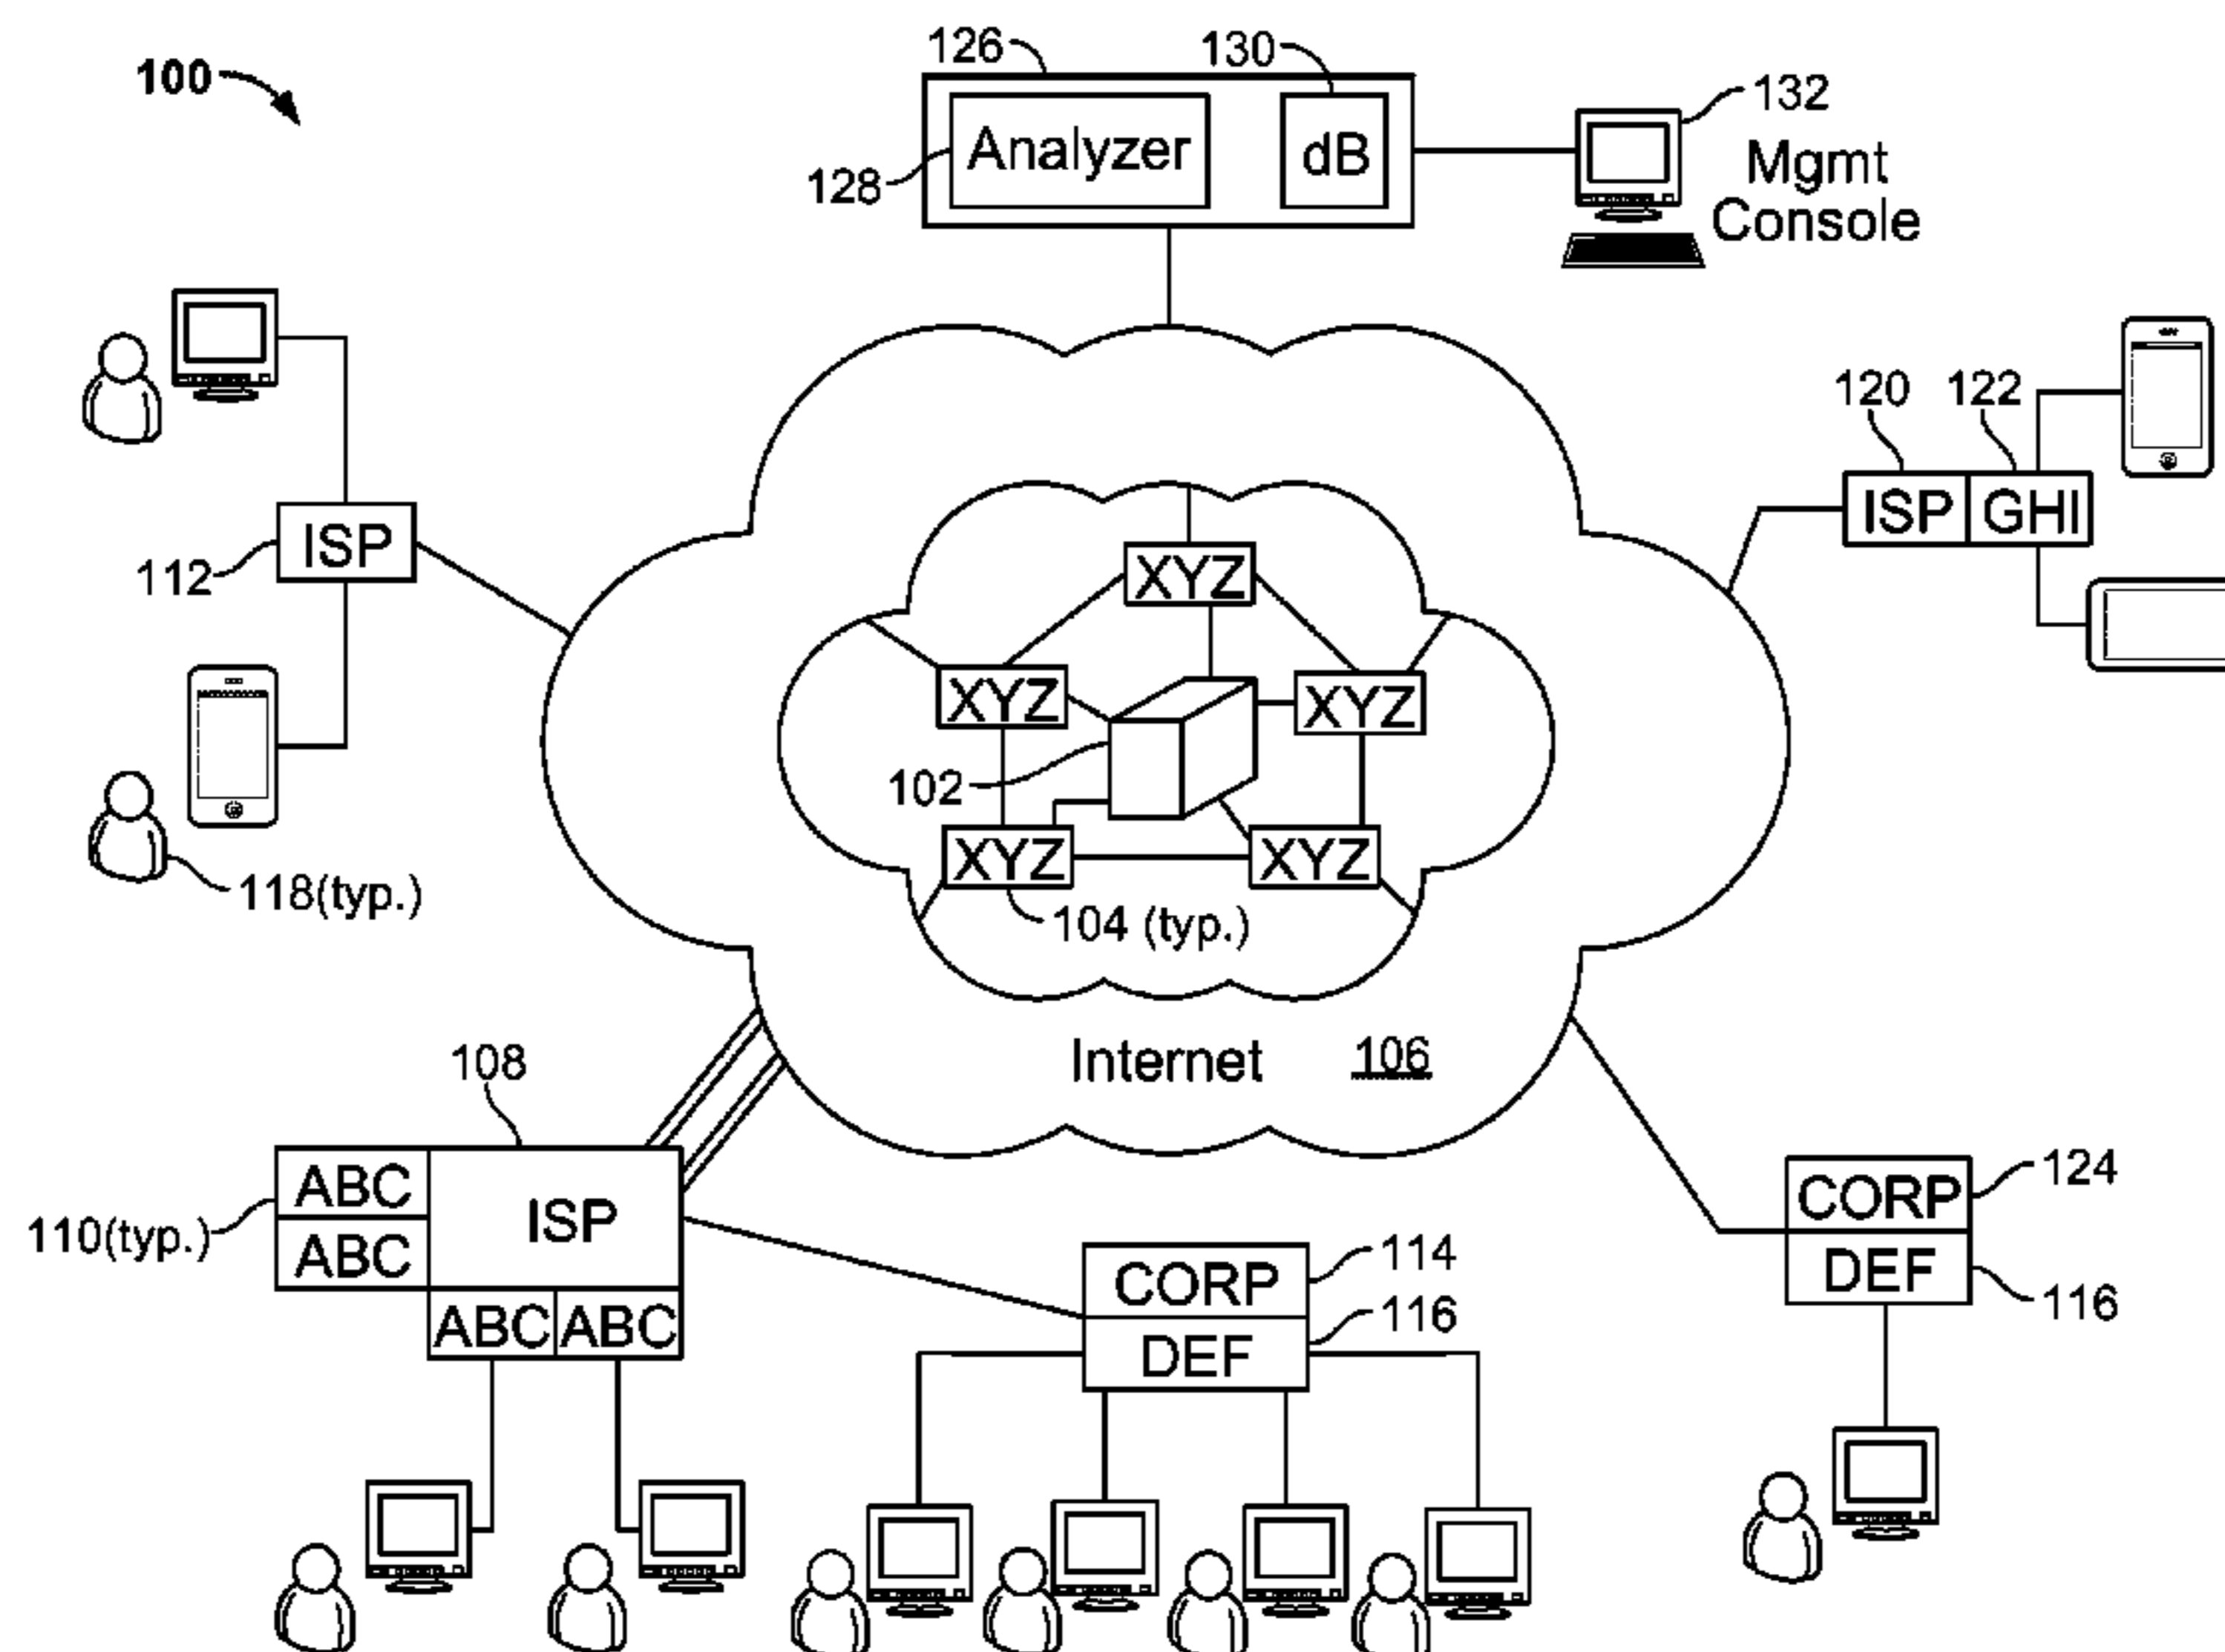 100
126
130
132
Analyzer
dB
128
Mgmt
Console
120
122
ISP
GHI
ISP
112
XYZ
XYZ
XYZ
102
XYZ
XYZ
118(typ.)
104 (typ.)
Internet
106
108
ABC
ISP
110(typ.)
ABC
ABC
ABC
CORP
114
DEF
116
CORP
124
DEF
116